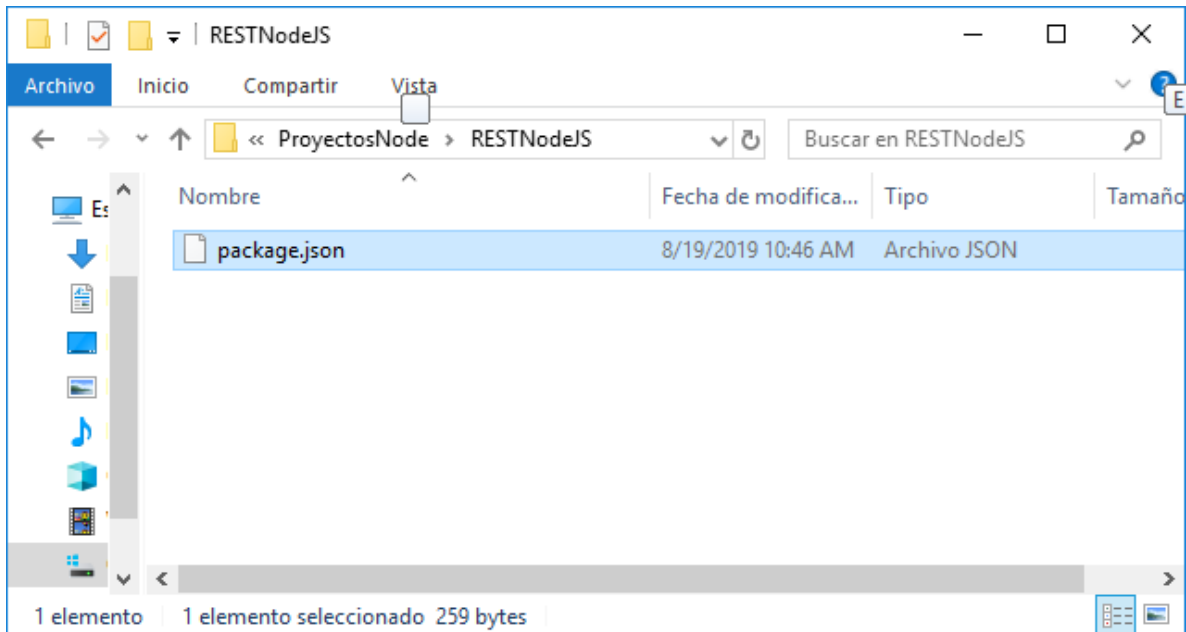 RESTNodeJS
Archivo Inicio Compartir Vista
« ProyectosNode › RESTNodeJS Buscar en RESTNodeJS
Nombre Fecha de modifica... Tipo Tamaño
package.json 8/19/2019 10:46 AM Archivo JSON
1 elemento 1 elemento seleccionado 259 bytes